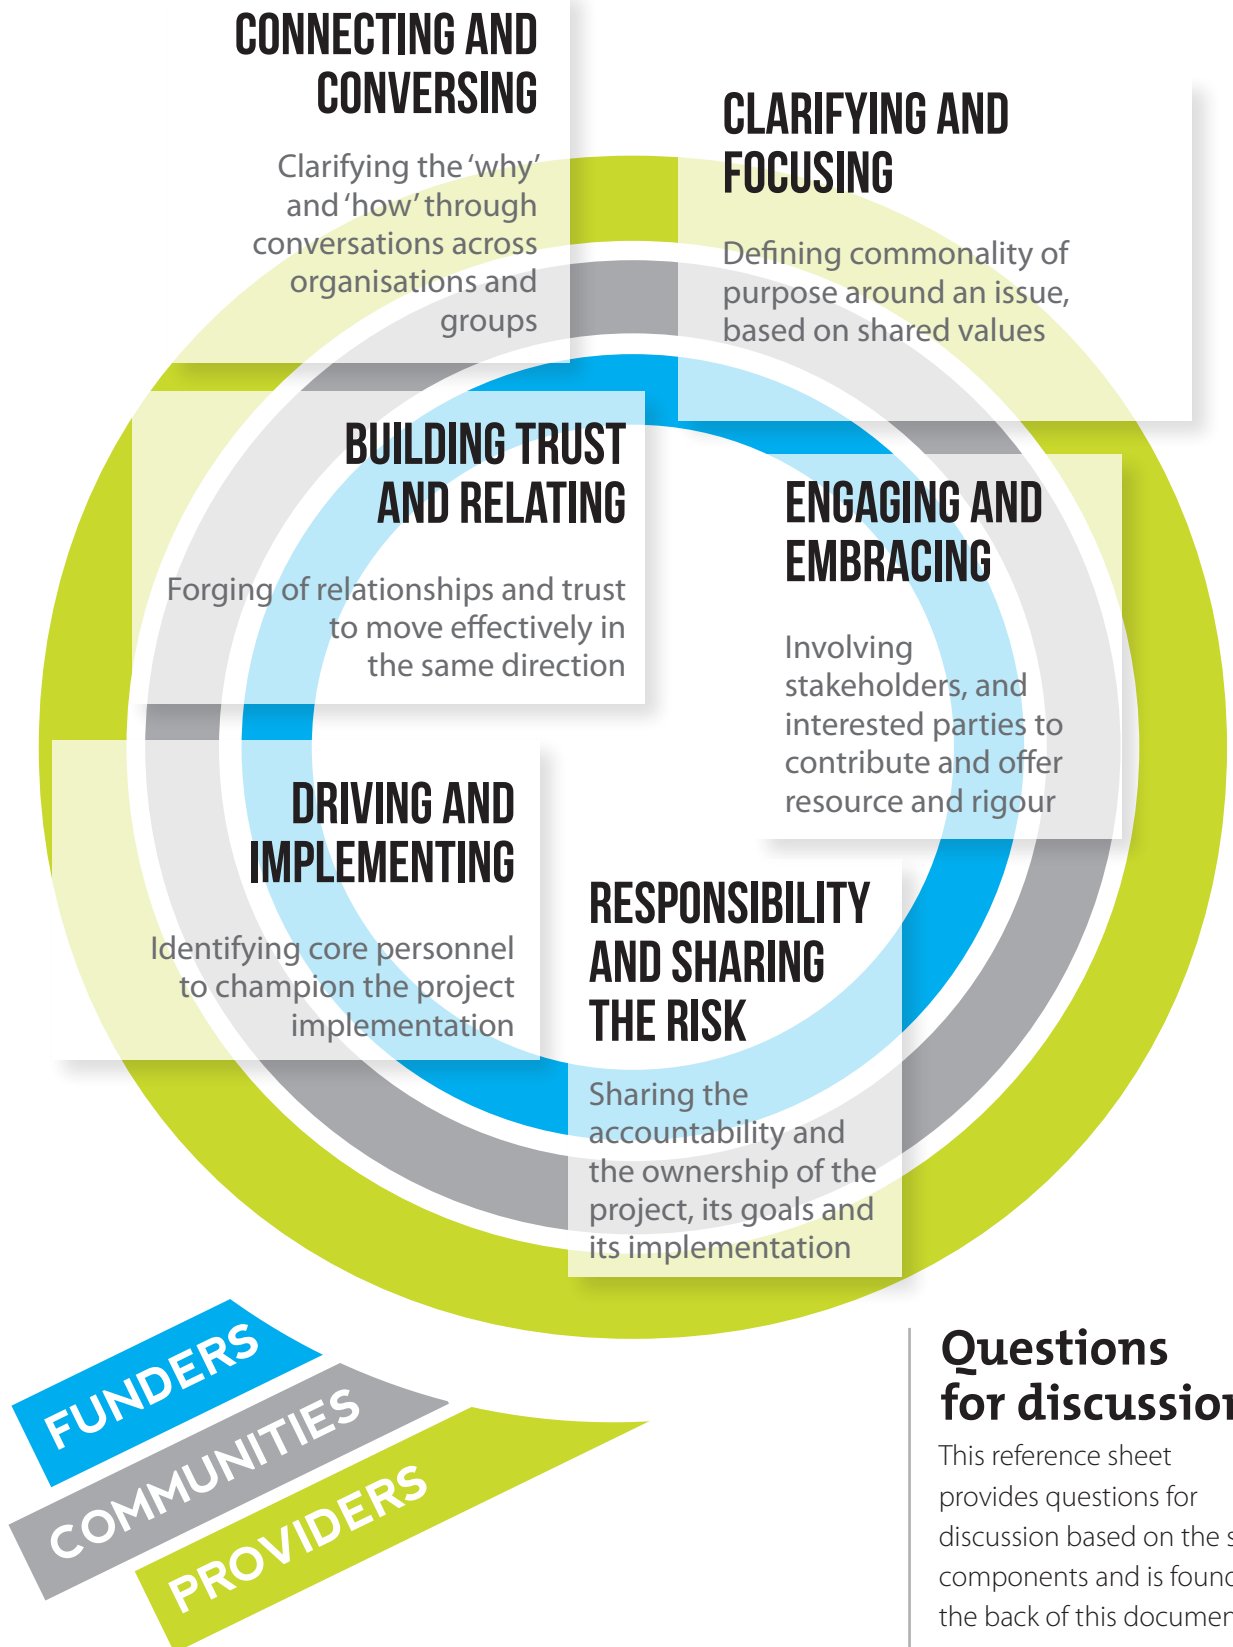 CONNECTING AND
CONVERSING
Clarifying the ‘why’
and ‘how’ through
conversations across
organisations and
groups
CLARIFYING AND
FOCUSING
Defining commonality of
purpose around an issue,
based on shared values
BUILDING TRUST
AND RELATING
Forging of relationships and trust
to move effectively in
the same direction
ENGAGING AND
EMBRACING
Involving
stakeholders, and
interested parties to
contribute and offer
resource and rigour
DRIVING AND
IMPLEMENTING
Identifying core personnel
to champion the project
implementation
RESPONSIBILITY
AND SHARING
THE RISK
Sharing the
accountability and
the ownership of the
project, its goals and
its implementation
FUNDERS
COMMUNITIES
PROVIDERS
Questions
for discussion
This reference sheet
provides questions for
discussion based on the
components and is found
the back of this document